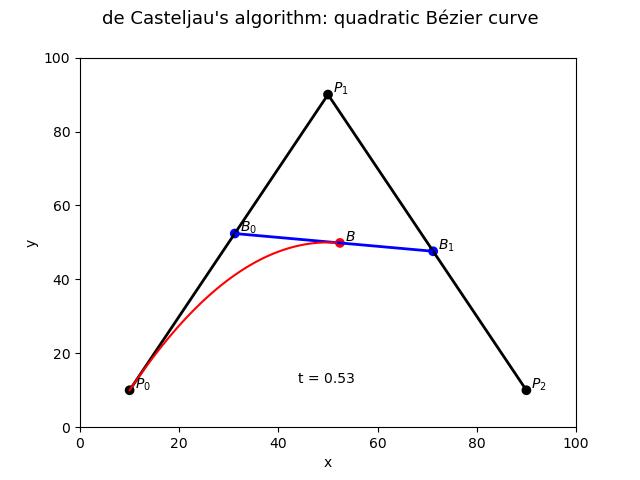 de Casteljau's algorithm: quadratic Bézier curve
100
P₁
80
60
y
B₀
B
B₁
40
20
t = 0.53
P₀
P₂
0
0 20 40 60 80 100
x